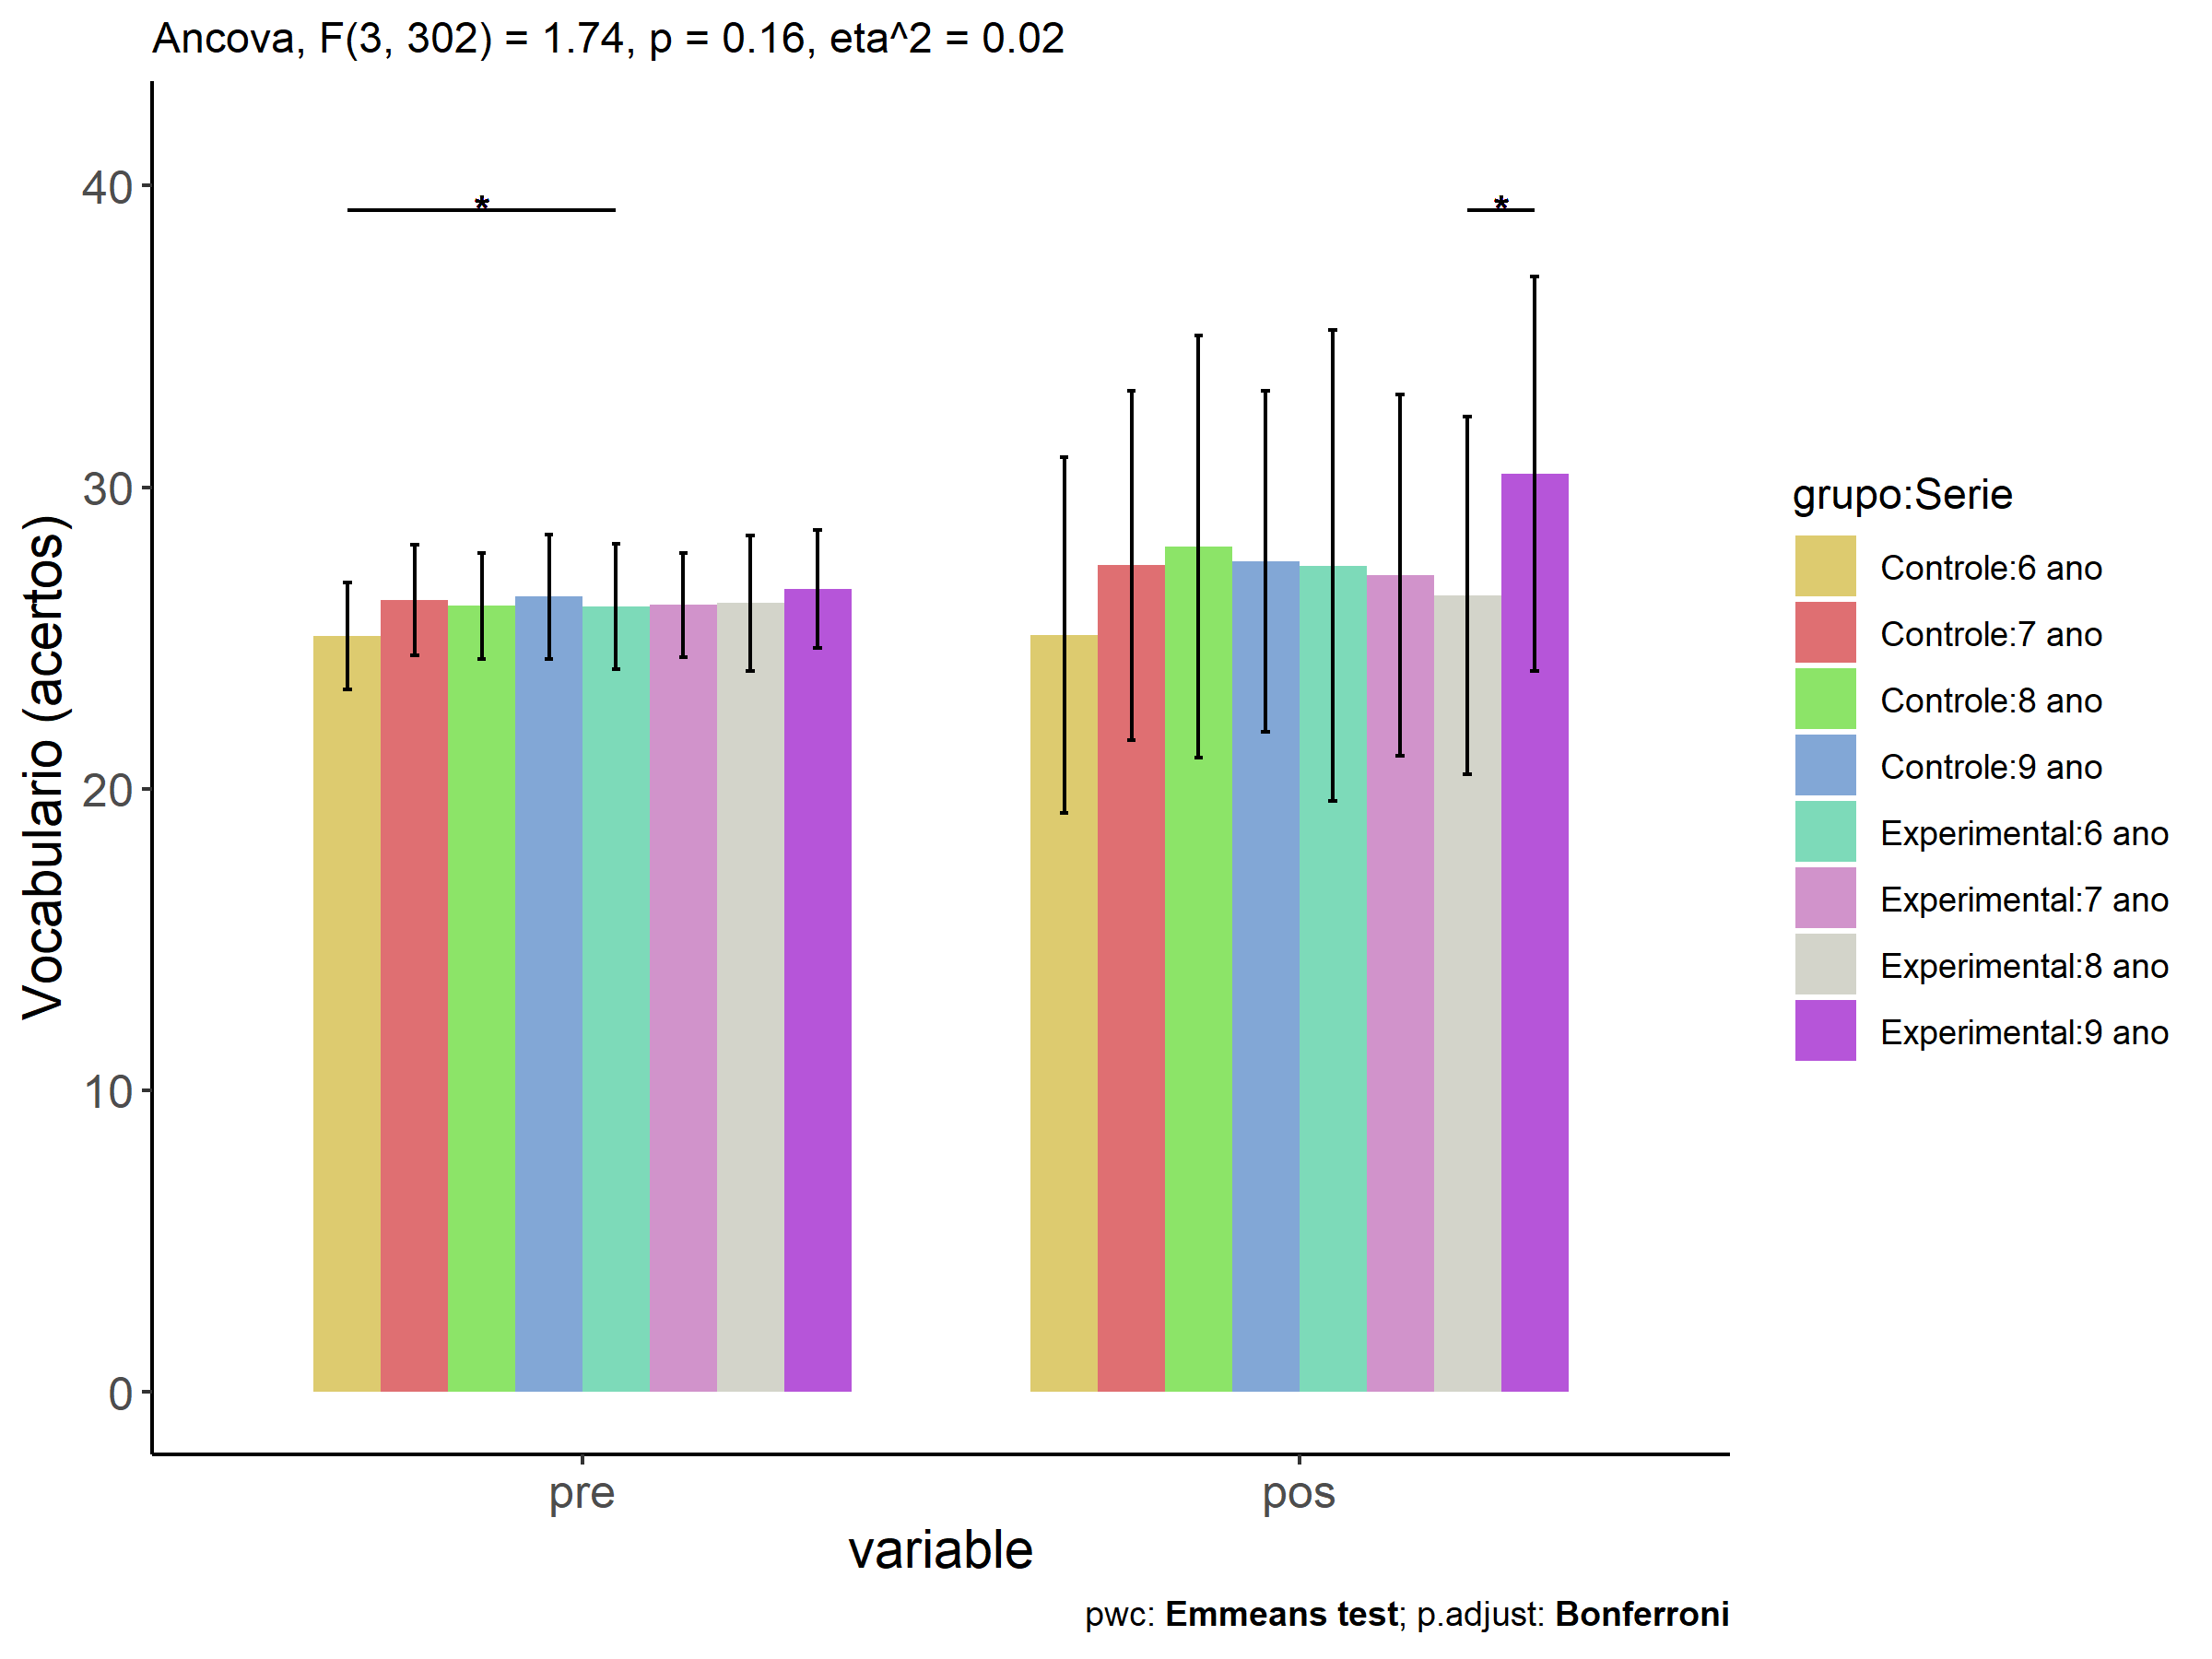 Ancova, F(3, 302) = 1.74, p = 0.16, eta^2 = 0.02
40
30
20
10
0
Vocabulario (acertos)
*
*
pre
pos
variable
grupo:Serie
Controle:6 ano
Controle:7 ano
Controle:8 ano
Controle:9 ano
Experimental:6 ano
Experimental:7 ano
Experimental:8 ano
Experimental:9 ano
pwc: Emmeans test; p.adjust: Bonferroni